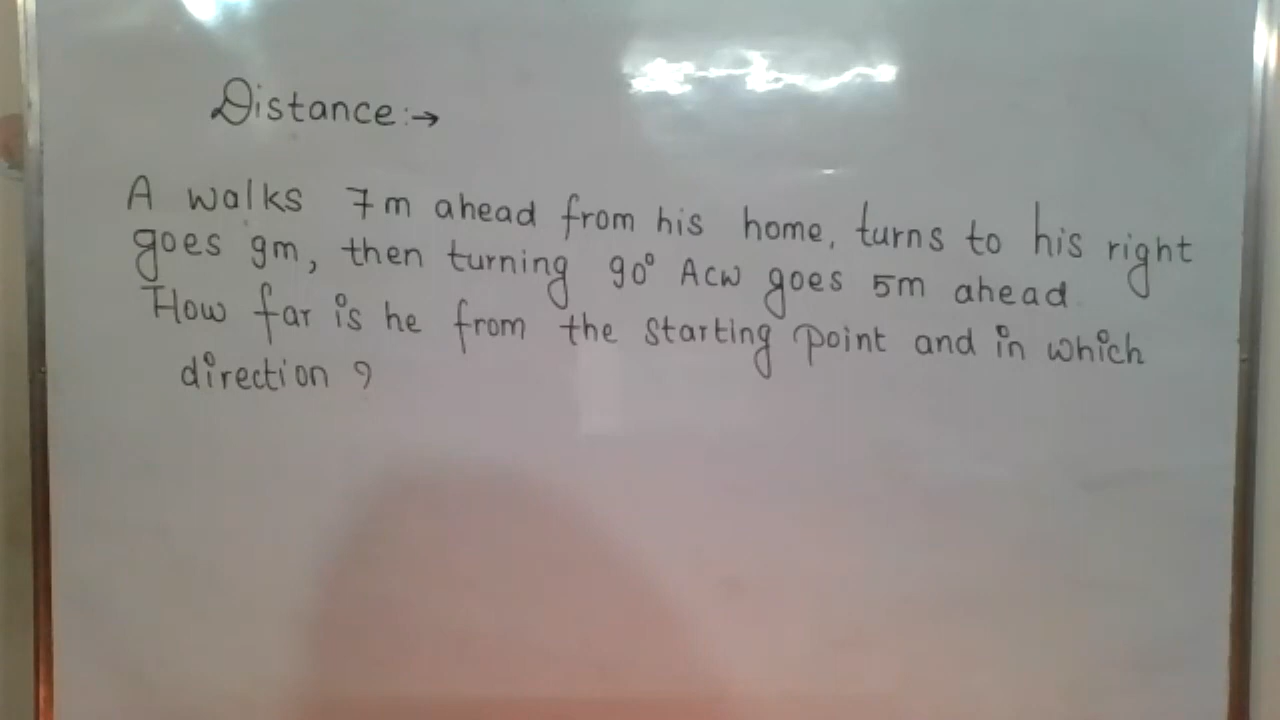 Distance:→
A walks 7m ahead from his home, turns to his right
goes 9m, then turning 90° Acw goes 5m ahead
How far is he from the starting point and in which
direction ?